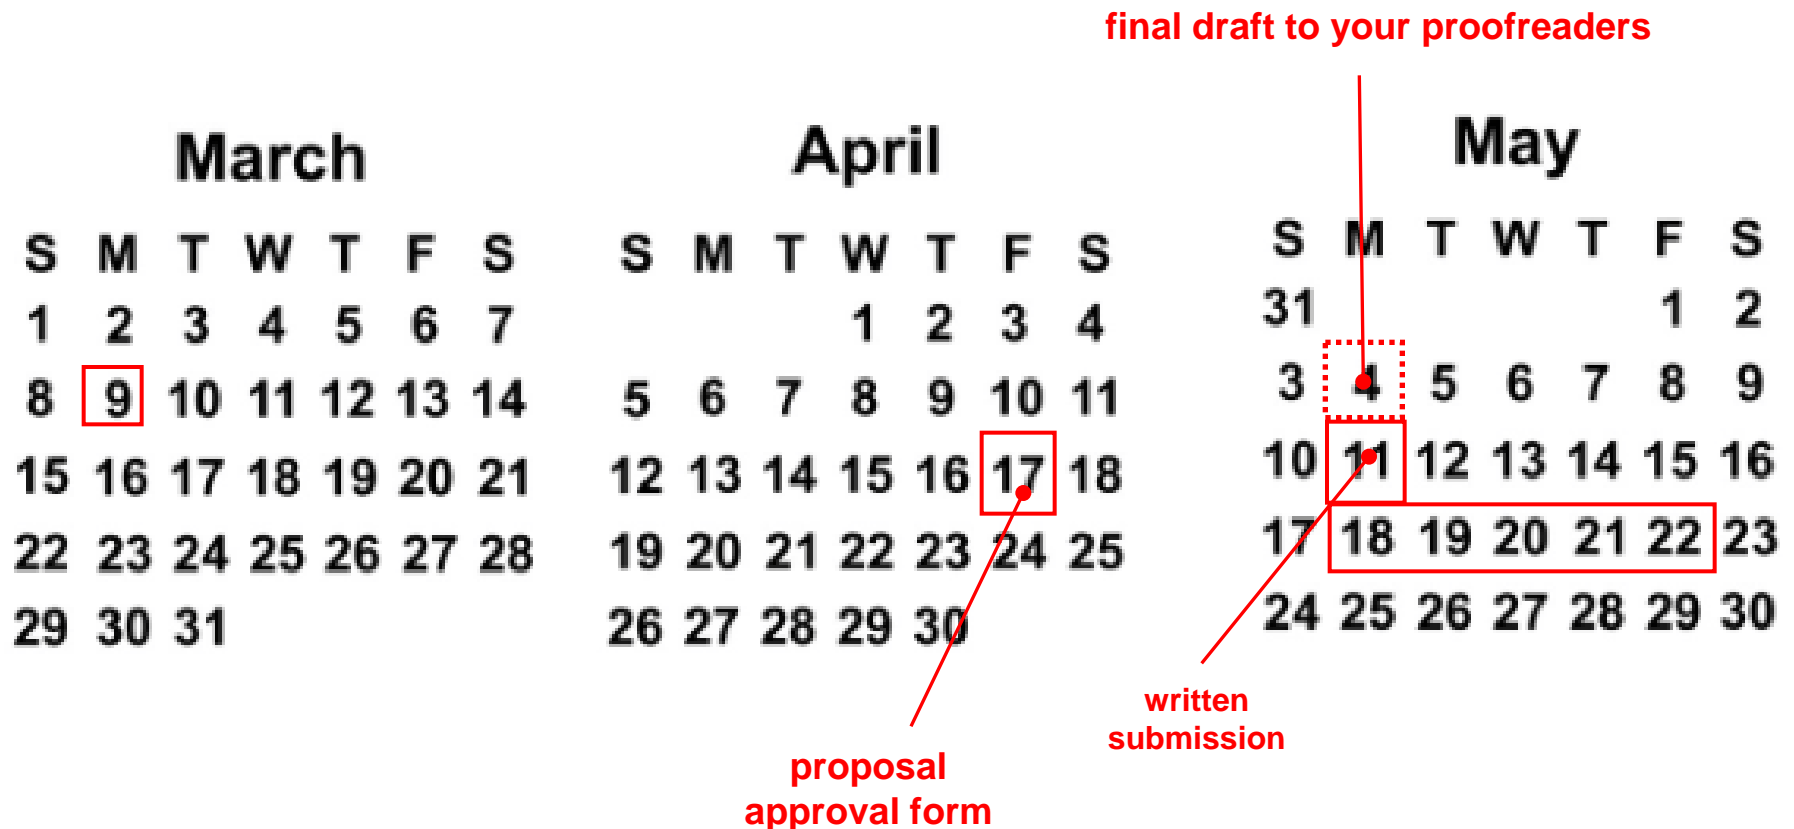 final draft to your proofreaders
March
S M T W T F S
1 2 3 4 5 6 7
8 9 10 11 12 13 14
15 16 17 18 19 20 21
22 23 24 25 26 27 28
29 30 31
April
S M T W T F S
1 2 3 4
5 6 7 8 9 10 11
12 13 14 15 16 17 18
19 20 21 22 23 24 25
26 27 28 29 30
May
S M T W T F S
31 1 2
3 4 5 6 7 8 9
10 11 12 13 14 15 16
17 18 19 20 21 22 23
24 25 26 27 28 29 30
written
submission
proposal
approval form